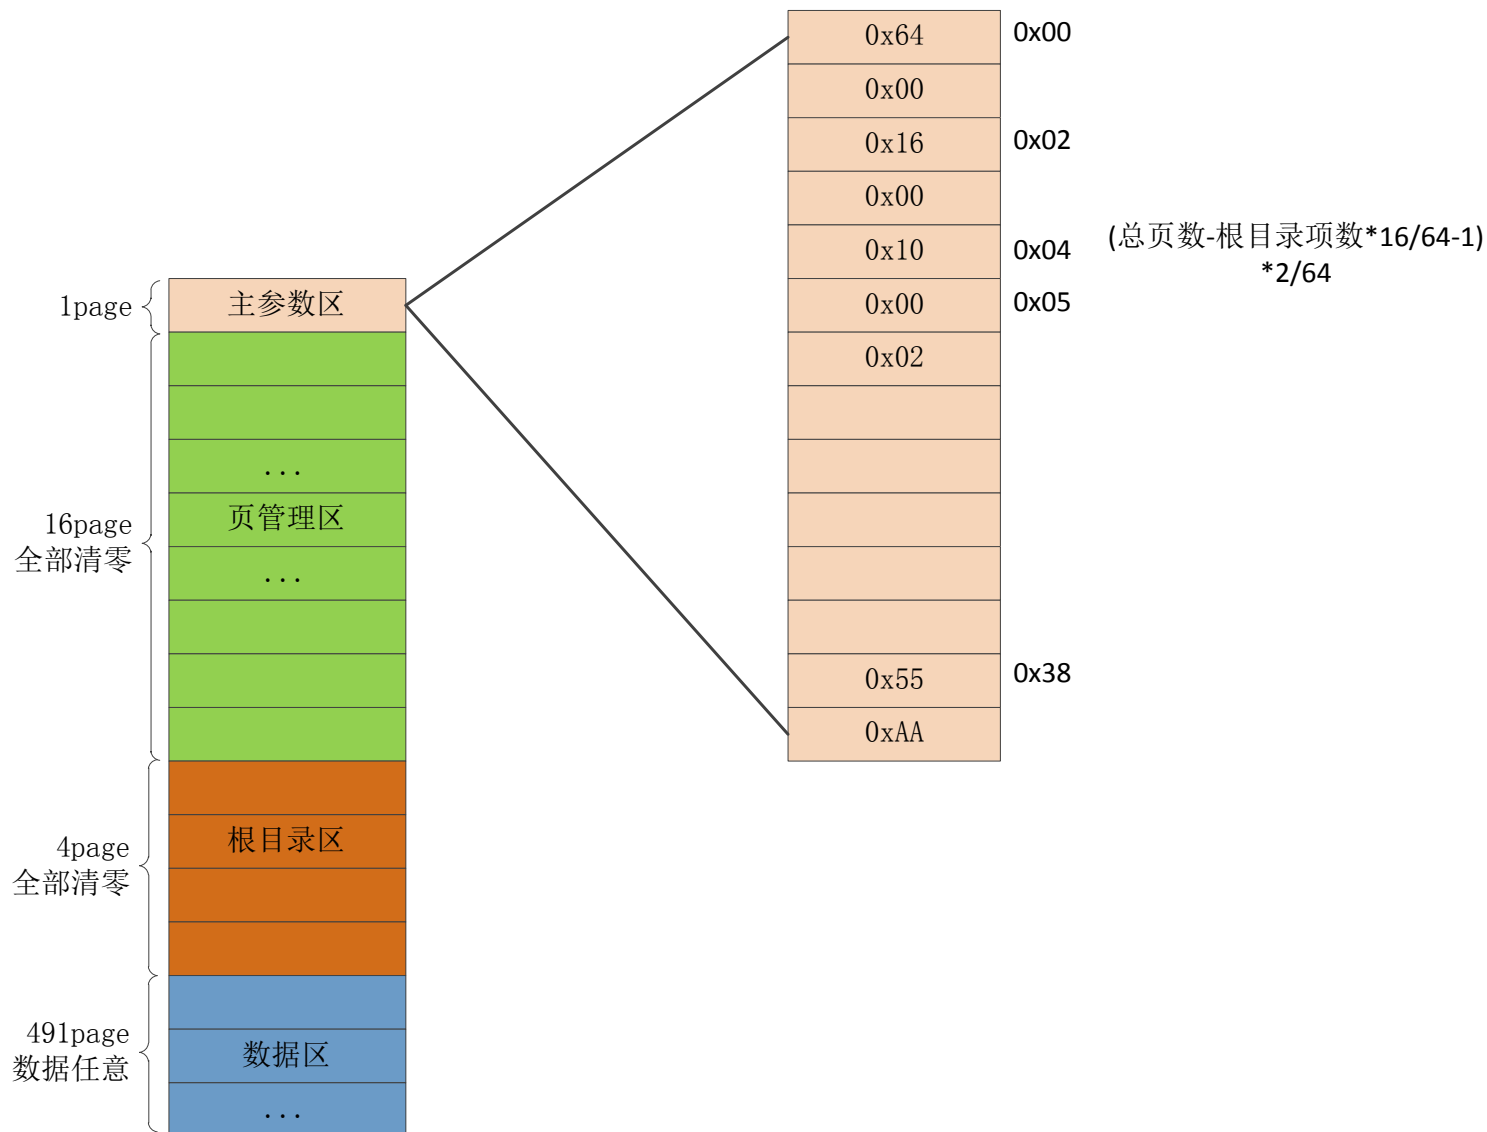 0x64 0x00
0x00
0x16 0x02
0x00
0x10 0x04
(总页数-根目录项数*16/64-1)
*2/64
0x00 0x05
0x02
0x55 0x38
0xAA
1page
主参数区
...
16page
全部清零
页管理区
...
4page
全部清零
根目录区
491page
数据任意
数据区
...